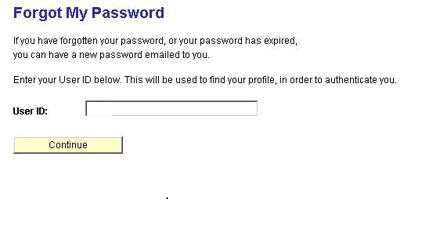 Forgot My Password
If you have forgotten your password, or your password has expired,
you can have a new password emailed to you.
Enter your User ID below. This will be used to find your profile, in order to authenticate you.
User ID:
Continue
.